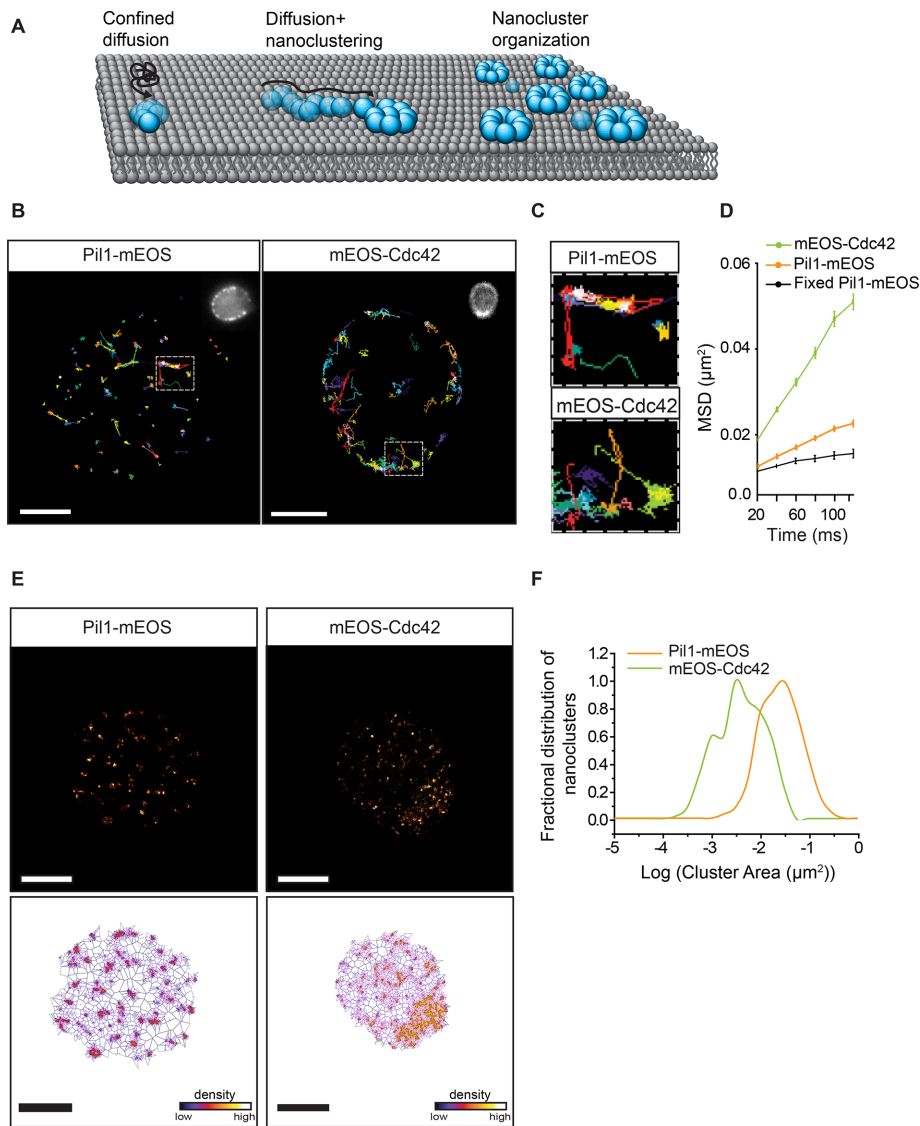 A
Confined
diffusion
Diffusion+
nanoclustering
Nanocluster
organization
B
Pil1-mEOS
mEOS-Cdc42
C
Pil1-mEOS
mEOS-Cdc42
D
mEOS-Cdc42
Pil1-mEOS
Fixed Pil1-mEOS
MSD (µm²)
0.06
0.04
0.02
0.0
20
60
100
Time (ms)
E
Pil1-mEOS
mEOS-Cdc42
density
low
high
density
low
high
F
Pil1-mEOS
mEOS-Cdc42
Fractional distribution of
nanoclusters
1.2
1.0
0.8
0.6
0.4
0.2
0.0
-5
-4
-3
-2
-1
0
Log (Cluster Area (µm²))